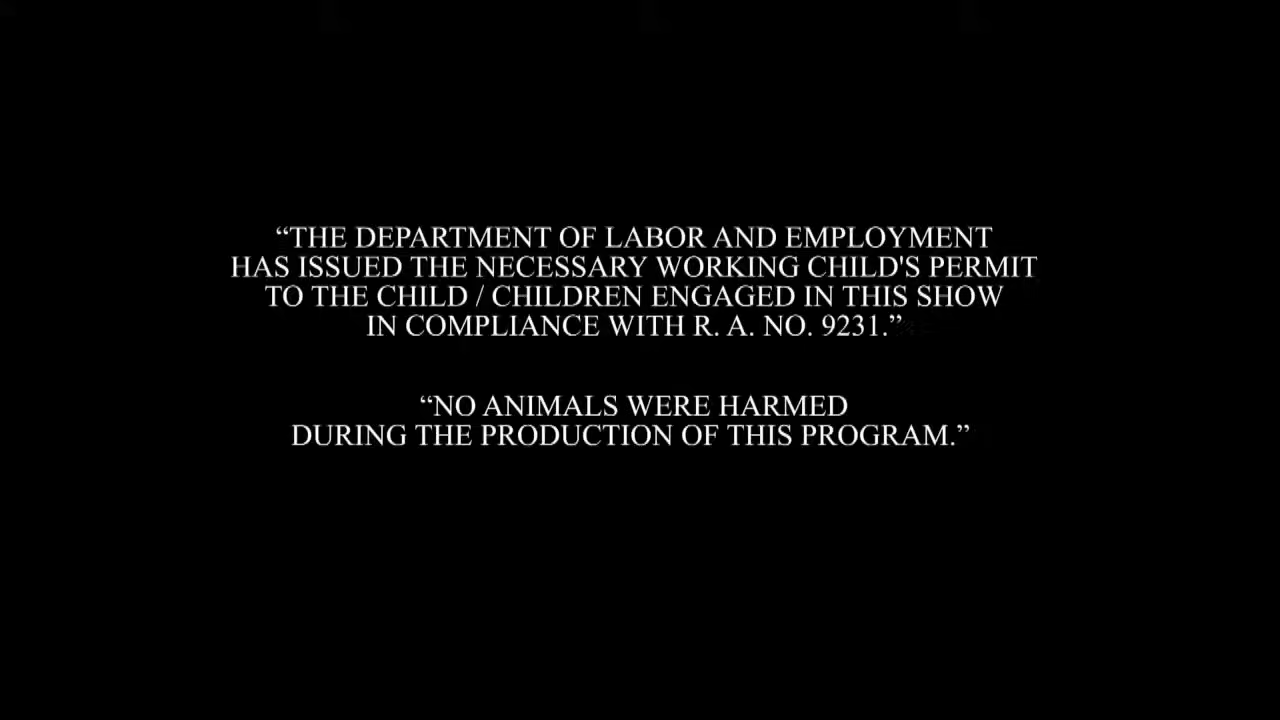 “THE DEPARTMENT OF LABOR AND EMPLOYMENT
HAS ISSUED THE NECESSARY WORKING CHILD'S PERMIT
TO THE CHILD / CHILDREN ENGAGED IN THIS SHOW
IN COMPLIANCE WITH R. A. NO. 9231.”
“NO ANIMALS WERE HARMED
DURING THE PRODUCTION OF THIS PROGRAM.”